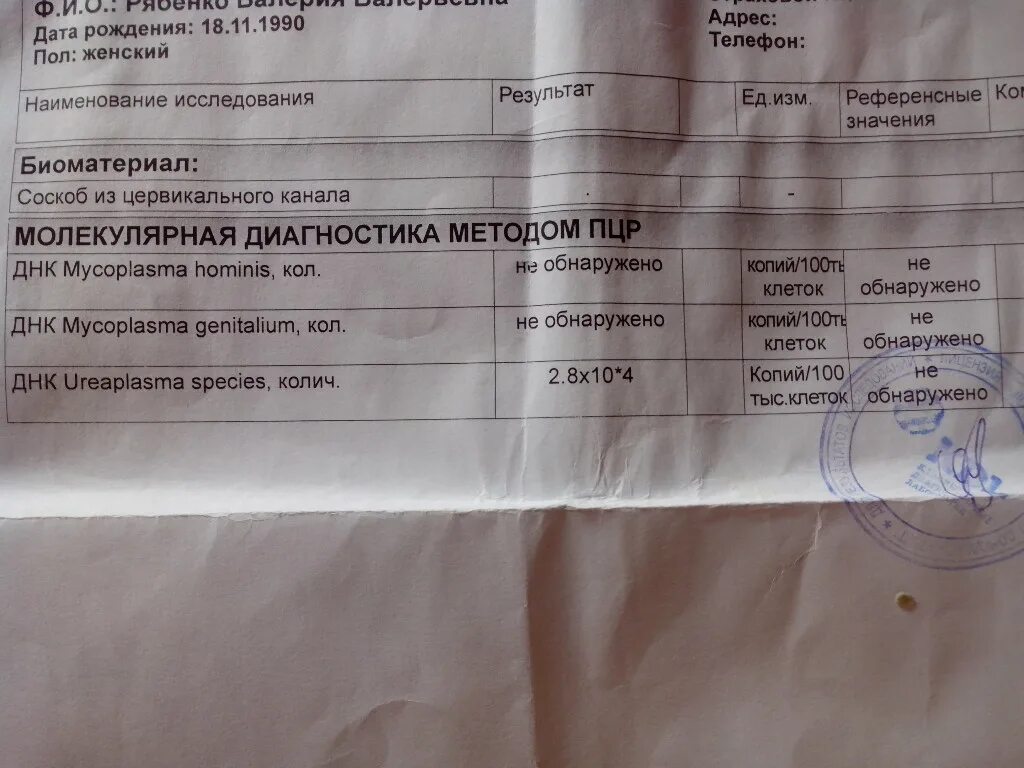 Ф.И.О.: Рябенко Валерия Валерьевна
Дата рождения: 18.11.1990
Пол: женский
Адрес:
Телефон:
Наименование исследования Результат Ед.изм. Референсные значения
Биоматериал:
Соскоб из цервикального канала - -
МОЛЕКУЛЯРНАЯ ДИАГНОСТИКА МЕТОДОМ ПЦР
ДНК Mycoplasma hominis, кол. не обнаружено копий/100ть клеток не обнаружено
ДНК Mycoplasma genitalium, кол. не обнаружено копий/100ть клеток не обнаружено
ДНК Ureaplasma species, колич. 2.8x10*4 Копий/100 тыс.клеток не обнаружено